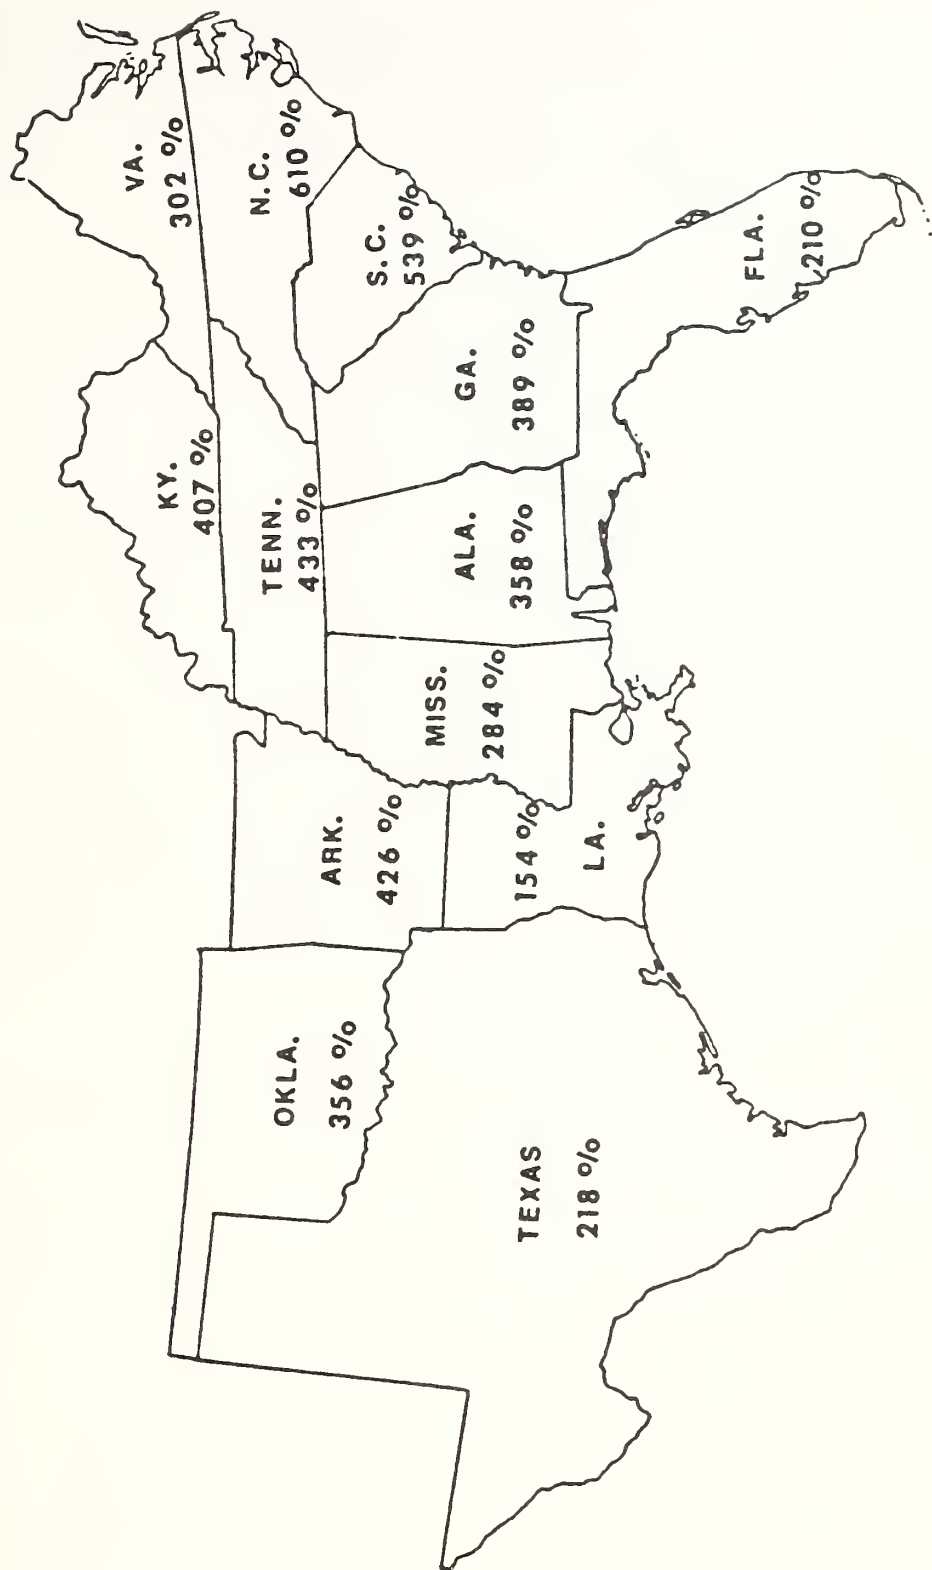 VA.
302 %
KY.
407 %
N.C.
610 %
TENN.
433 %
S.C.
539 %
OKLA.
356 %
ARK.
426 %
MISS.
284 %
ALA.
358 %
GA.
389 %
TEXAS
218 %
154 %
LA.
FLA.
210 %